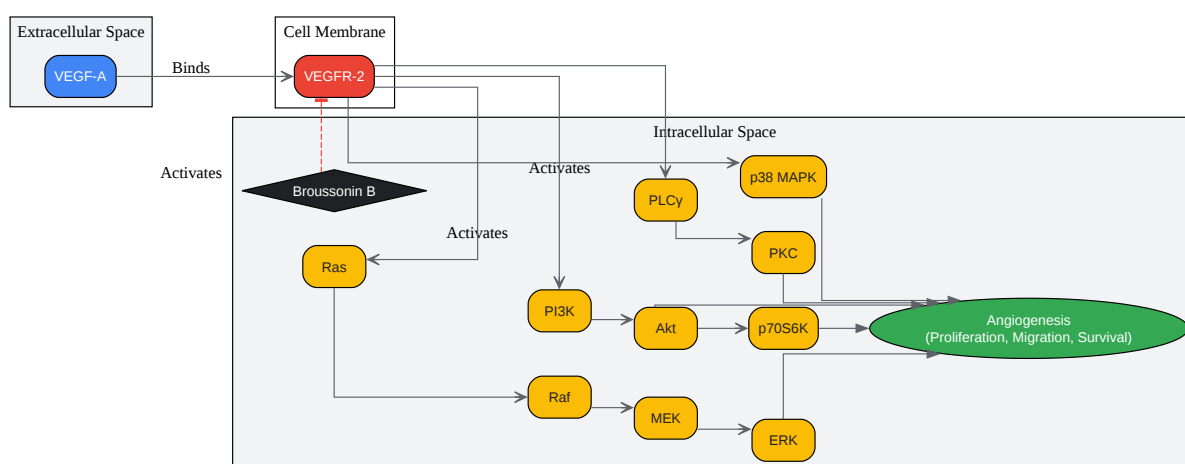 Extracellular Space
Cell Membrane
VEGF-A
Binds
VEGFR-2
Intracellular Space
Activates
Activates
p38 MAPK
Broussonin B
PLCγ
Activates
PKC
Ras
PI3K
Akt
p70S6K
Angiogenesis
(Proliferation, Migration, Survival)
Raf
MEK
ERK